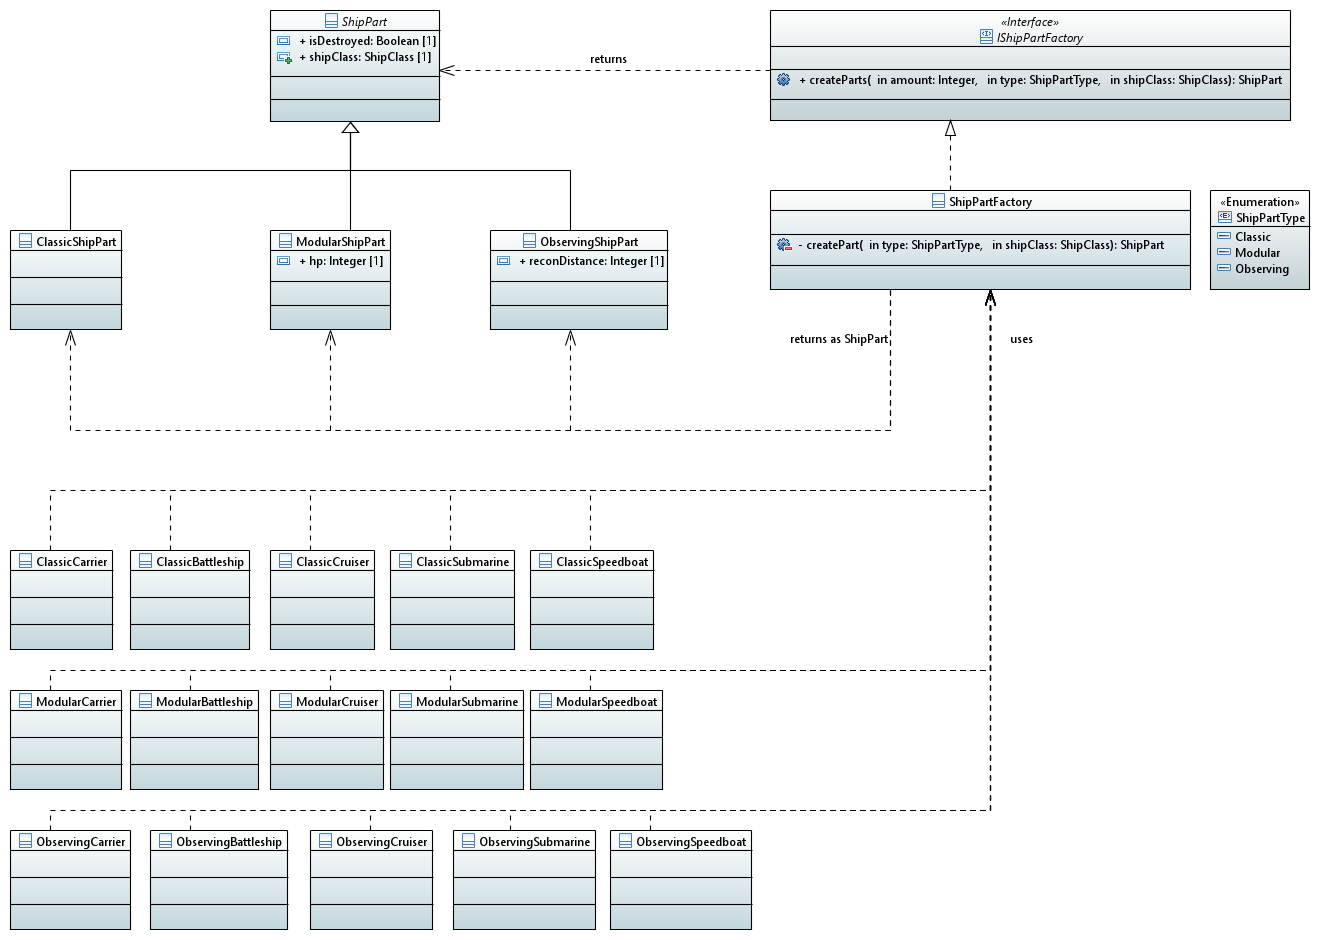 ShipPart
+ isDestroyed: Boolean [1]
+ shipClass: ShipClass [1]
returns
«Interface»
IShipPartFactory
+ createParts( in amount: Integer, in type: ShipPartType, in shipClass: ShipClass): ShipPart
ClassicShipPart
ModularShipPart
+ hp: Integer [1]
ObservingShipPart
+ reconDistance: Integer [1]
ShipPartFactory
- createPart( in type: ShipPartType, in shipClass: ShipClass): ShipPart
«Enumeration»
ShipPartType
Classic
Modular
Observing
returns as ShipPart
uses
ClassicCarrier
ClassicBattleship
ClassicCruiser
ClassicSubmarine
ClassicSpeedboat
ModularCarrier
ModularBattleship
ModularCruiser
ModularSubmarine
ModularSpeedboat
ObservingCarrier
ObservingBattleship
ObservingCruiser
ObservingSubmarine
ObservingSpeedboat